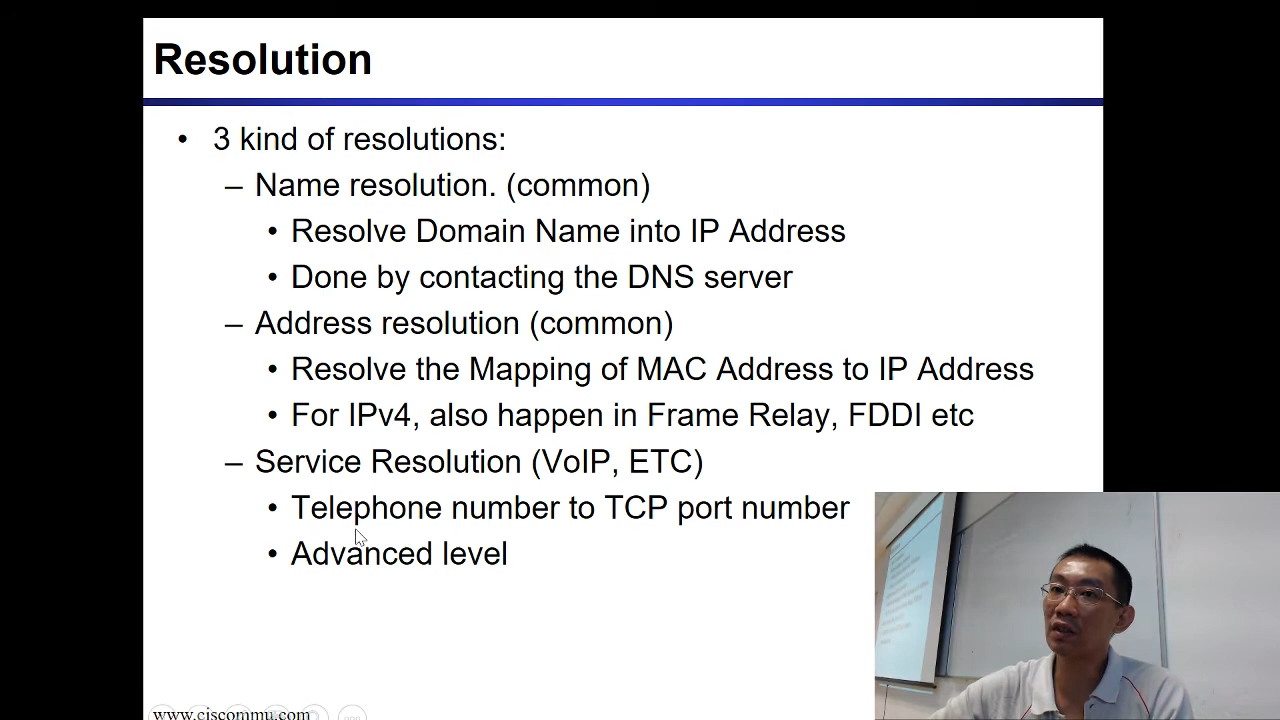 Resolution
• 3 kind of resolutions:
– Name resolution. (common)
• Resolve Domain Name into IP Address
• Done by contacting the DNS server
– Address resolution (common)
• Resolve the Mapping of MAC Address to IP Address
• For IPv4, also happen in Frame Relay, FDDI etc
– Service Resolution (VoIP, ETC)
• Telephone number to TCP port number
• Advanced level
www.ciscommu.com